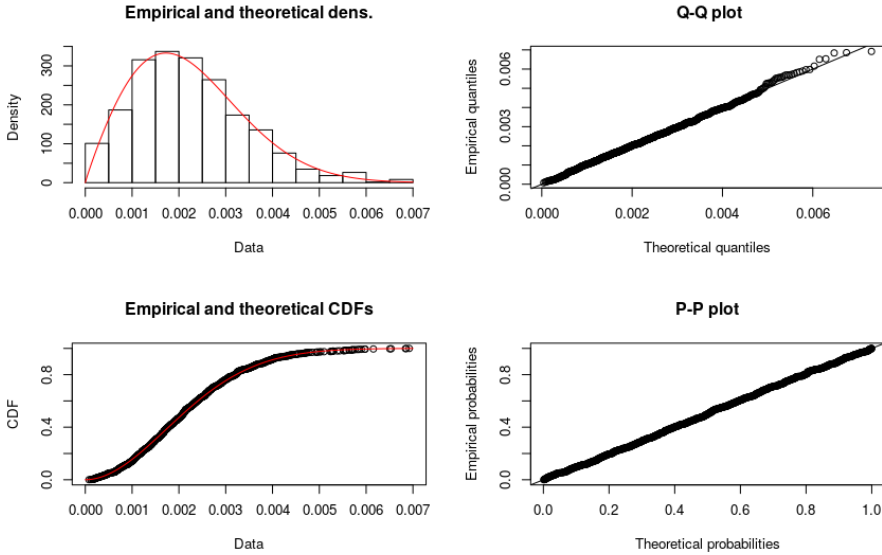 Empirical and theoretical dens.
Density
0 100 200 300
0.000 0.001 0.002 0.003 0.004 0.005 0.006 0.007
Data
Q-Q plot
Empirical quantiles
0.000 0.003 0.006
0.000 0.002 0.004 0.006
Theoretical quantiles
Empirical and theoretical CDFs
CDF
0.0 0.4 0.8
0.000 0.001 0.002 0.003 0.004 0.005 0.006 0.007
Data
P-P plot
Empirical probabilities
0.0 0.4 0.8
0.0 0.2 0.4 0.6 0.8 1.0
Theoretical probabilities